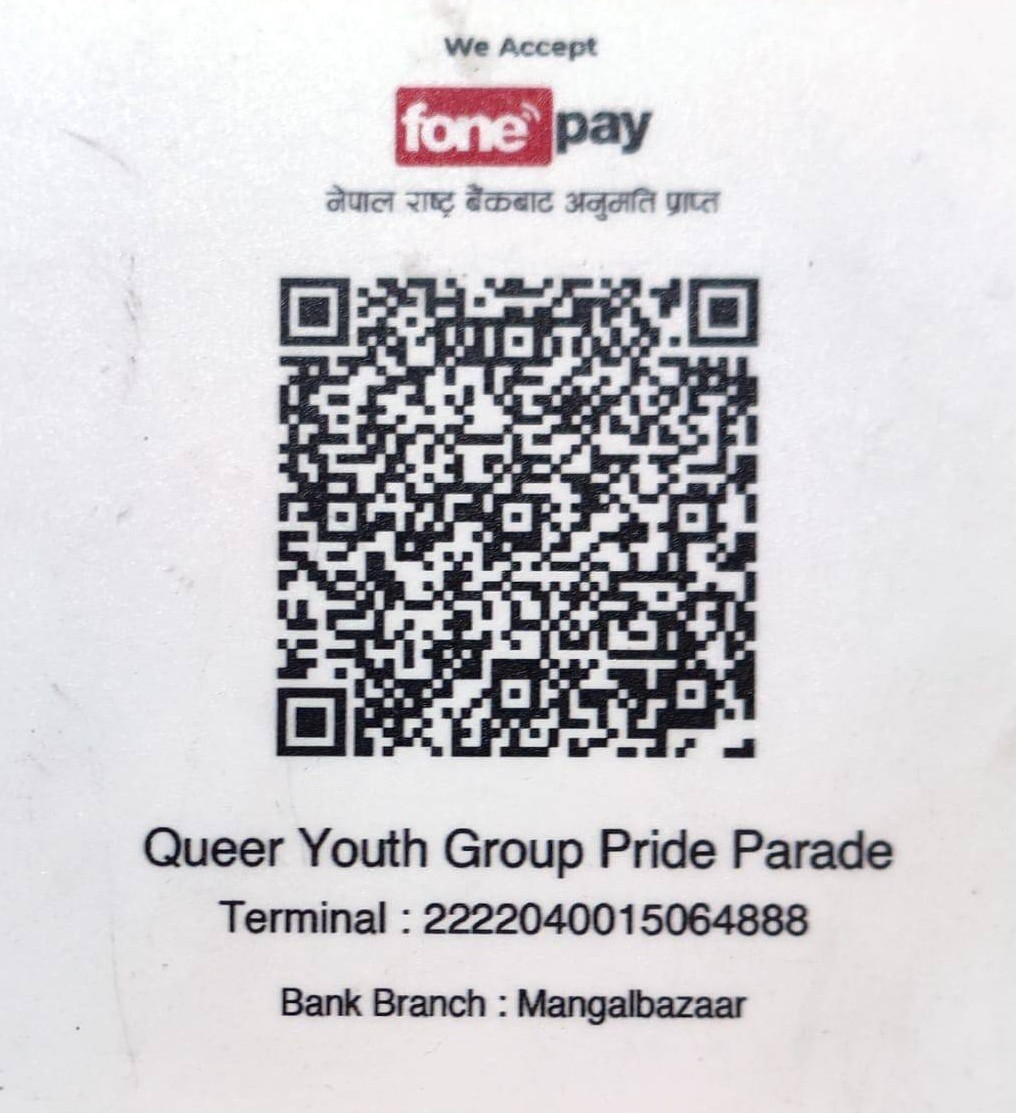 We Accept
fonepay
नेपाल राष्ट्र बैंकबाट अनुमति प्राप्त
Queer Youth Group Pride Parade
Terminal : 2222040015064888
Bank Branch : Mangalbazaar